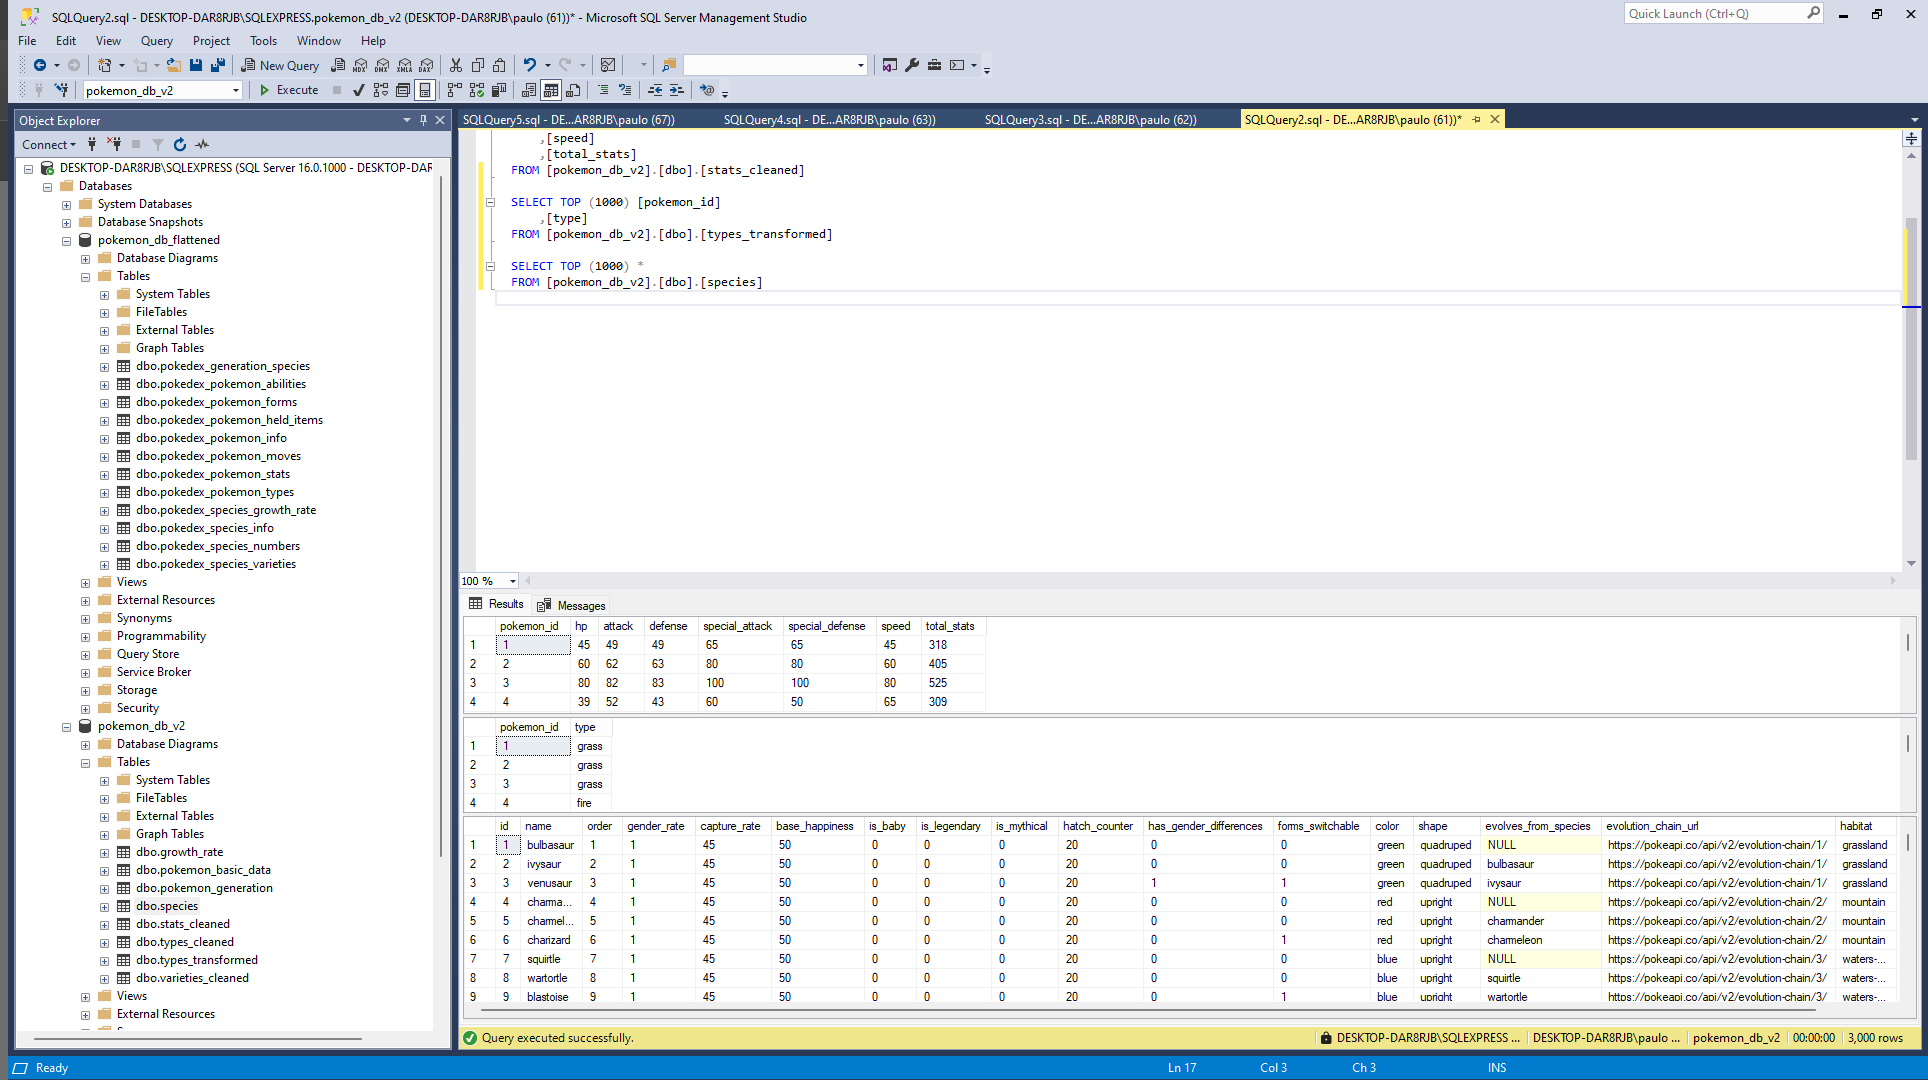 SQLQuery2.sql - DESKTOP-DAR8RJB\SQLEXPRESS.pokemon_db_v2 (DESKTOP-DAR8RJB\paulo (61))* - Microsoft SQL Server Management Studio
Quick Launch (Ctrl+Q)
File Edit View Query Project Tools Window Help
New Query MDX DMX XMLA DAX
pokemon_db_v2 Execute
Object Explorer
Connect
DESKTOP-DAR8RJB\SQLEXPRESS (SQL Server 16.0.1000 - DESKTOP-DAR
Databases
System Databases
Database Snapshots
pokemon_db_flattened
Database Diagrams
Tables
System Tables
FileTables
External Tables
Graph Tables
dbo.pokedex_generation_species
dbo.pokedex_pokemon_abilities
dbo.pokedex_pokemon_forms
dbo.pokedex_pokemon_held_items
dbo.pokedex_pokemon_info
dbo.pokedex_pokemon_moves
dbo.pokedex_pokemon_stats
dbo.pokedex_pokemon_types
dbo.pokedex_species_growth_rate
dbo.pokedex_species_info
dbo.pokedex_species_numbers
dbo.pokedex_species_varieties
Views
External Resources
Synonyms
Programmability
Query Store
Service Broker
Storage
Security
pokemon_db_v2
Database Diagrams
Tables
System Tables
FileTables
External Tables
Graph Tables
dbo.growth_rate
dbo.pokemon_basic_data
dbo.pokemon_generation
dbo.species
dbo.stats_cleaned
dbo.types_cleaned
dbo.types_transformed
dbo.varieties_cleaned
Views
External Resources
SQLQuery5.sql - DE...AR8RJB\paulo (67)) SQLQuery4.sql - DE...AR8RJB\paulo (63)) SQLQuery3.sql - DE...AR8RJB\paulo (62)) SQLQuery2.sql - DE...AR8RJB\paulo (61))*
,[speed]
,[total_stats]
FROM [pokemon_db_v2].[dbo].[stats_cleaned]
SELECT TOP (1000) [pokemon_id]
,[type]
FROM [pokemon_db_v2].[dbo].[types_transformed]
SELECT TOP (1000) *
FROM [pokemon_db_v2].[dbo].[species]
100 %
Results Messages
pokemon_id hp attack defense special_attack special_defense speed total_stats
1 1 45 49 49 65 65 45 318
2 2 60 62 63 80 80 60 405
3 3 80 82 83 100 100 80 525
4 4 39 52 43 60 50 65 309
pokemon_id type
1 1 grass
2 2 grass
3 3 grass
4 4 fire
id name order gender_rate capture_rate base_happiness is_baby is_legendary is_mythical hatch_counter has_gender_differences forms_switchable color shape evolves_from_species evolution_chain_url habitat
1 1 bulbasaur 1 1 45 50 0 0 0 20 0 0 green quadruped NULL https://pokeapi.co/api/v2/evolution-chain/1/ grassland
2 2 ivysaur 2 1 45 50 0 0 0 20 0 0 green quadruped bulbasaur https://pokeapi.co/api/v2/evolution-chain/1/ grassland
3 3 venusaur 3 1 45 50 0 0 0 20 1 1 green quadruped ivysaur https://pokeapi.co/api/v2/evolution-chain/1/ grassland
4 4 charma... 4 1 45 50 0 0 0 20 0 0 red upright NULL https://pokeapi.co/api/v2/evolution-chain/2/ mountain
5 5 charmel... 5 1 45 50 0 0 0 20 0 0 red upright charmander https://pokeapi.co/api/v2/evolution-chain/2/ mountain
6 6 charizard 6 1 45 50 0 0 0 20 0 1 red upright charmeleon https://pokeapi.co/api/v2/evolution-chain/2/ mountain
7 7 squirtle 7 1 45 50 0 0 0 20 0 0 blue upright NULL https://pokeapi.co/api/v2/evolution-chain/3/ waters-...
8 8 wartortle 8 1 45 50 0 0 0 20 0 0 blue upright squirtle https://pokeapi.co/api/v2/evolution-chain/3/ waters-...
9 9 blastoise 9 1 45 50 0 0 0 20 0 1 blue upright wartortle https://pokeapi.co/api/v2/evolution-chain/3/ waters-...
Query executed successfully. DESKTOP-DAR8RJB\SQLEXPRESS ... DESKTOP-DAR8RJB\paulo ... pokemon_db_v2 00:00:00 3,000 rows
Ready Ln 17 Col 3 Ch 3 INS